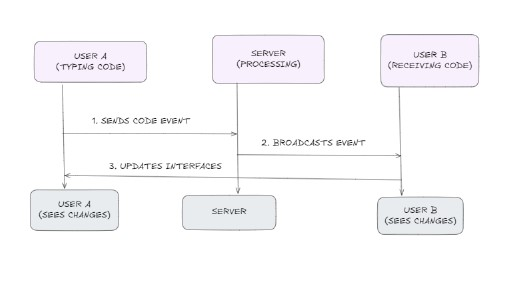 USER A
(TYPING CODE)
SERVER
(PROCESSING)
USER B
(RECEIVING CODE)
1. SENDS CODE EVENT
2. BROADCASTS EVENT
3. UPDATES INTERFACES
USER A
(SEES CHANGES)
SERVER
USER B
(SEES CHANGES)